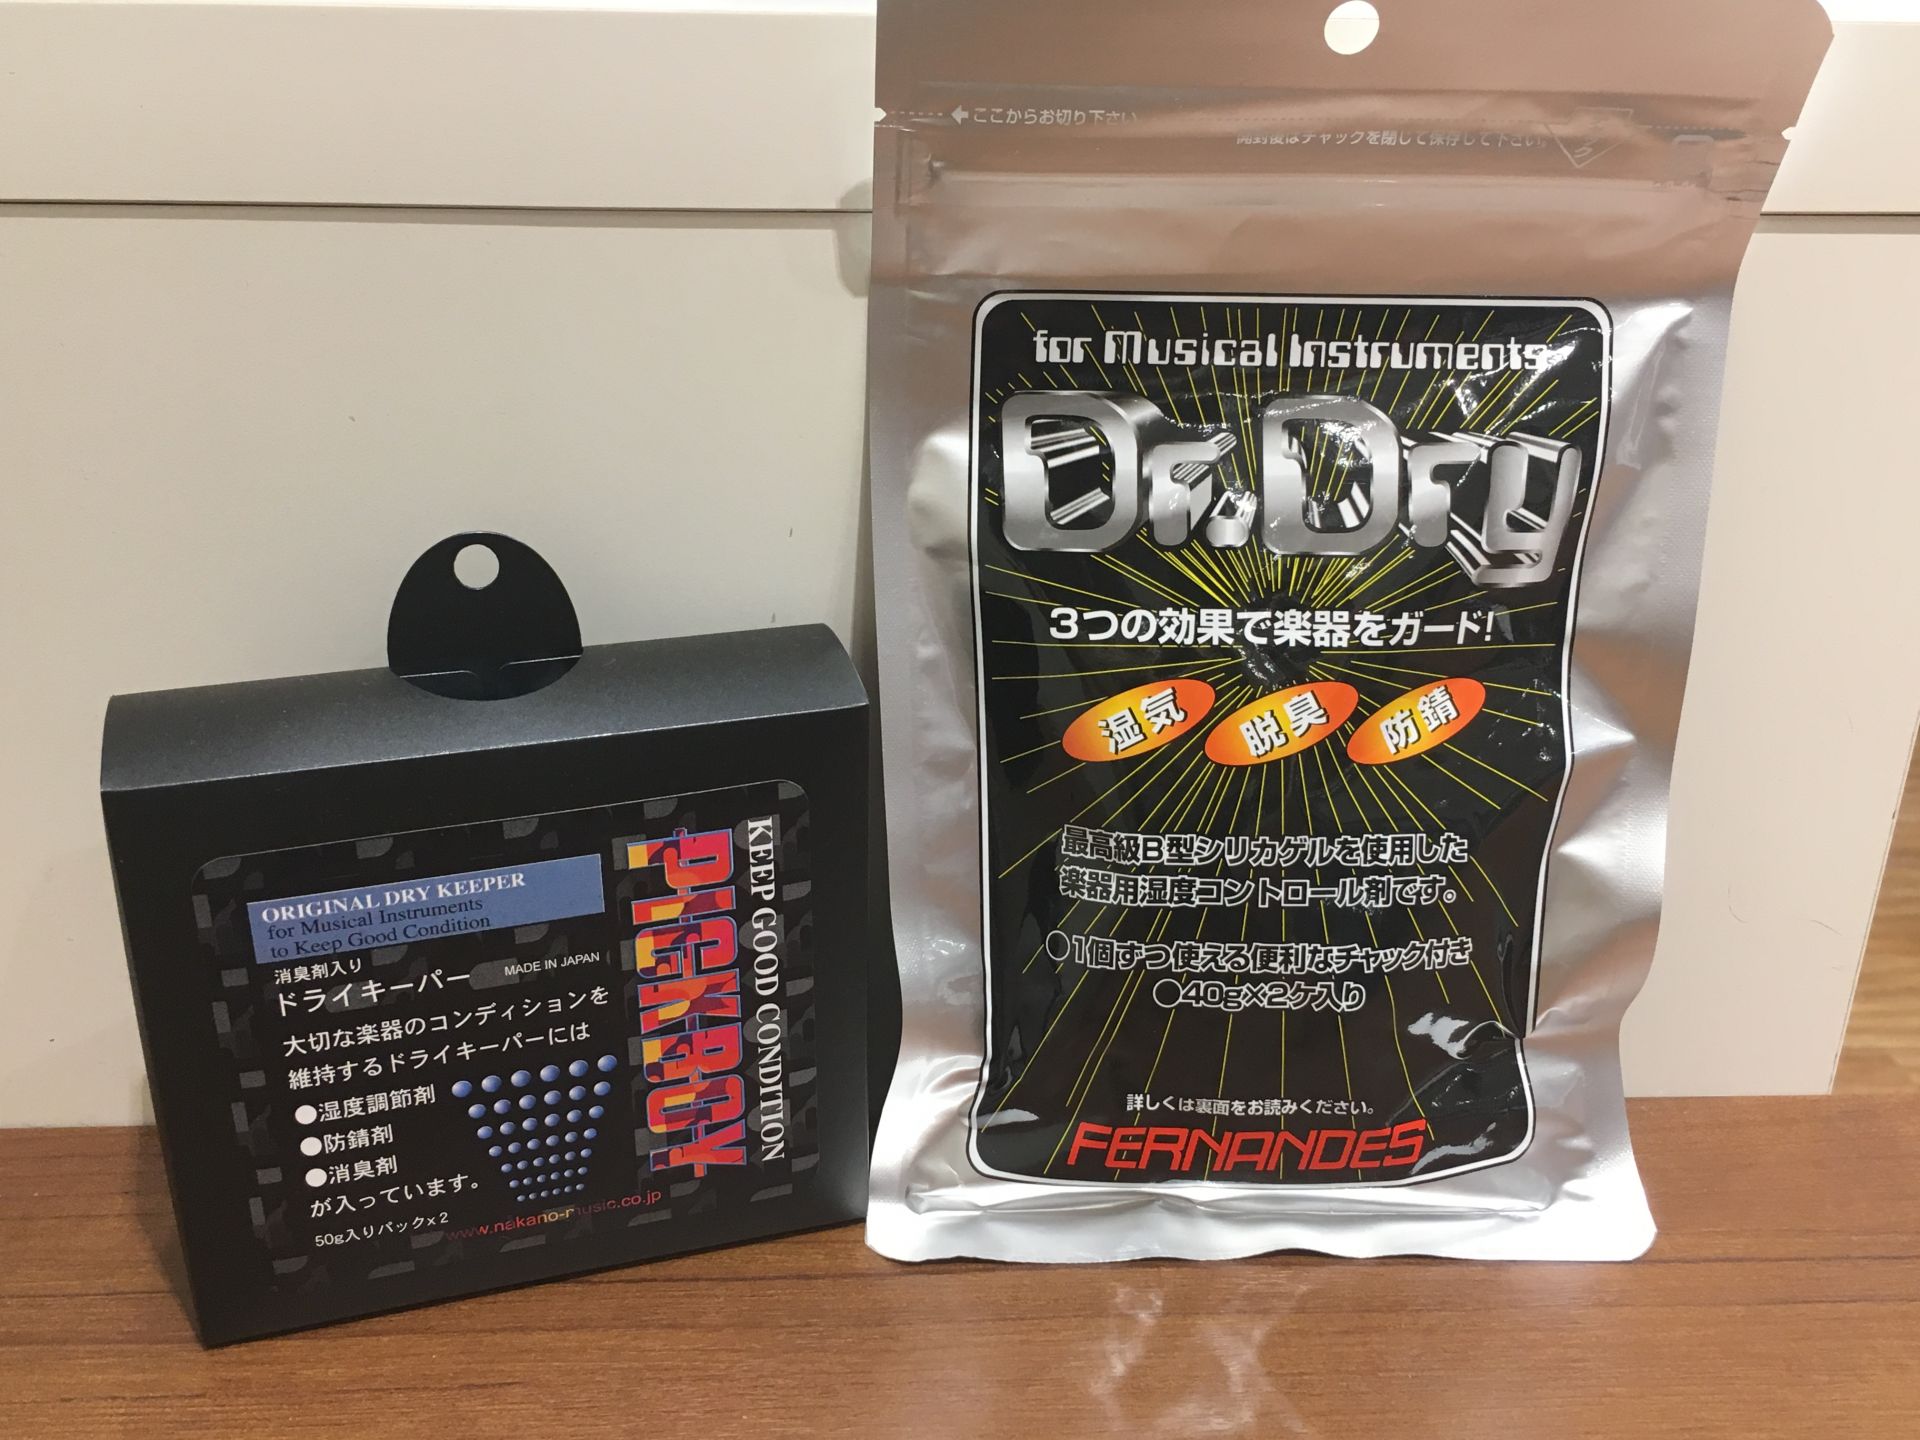 ORIGINAL DRY KEEPER
for Musical Instruments
to Keep Good Condition
消臭剤入り
ドライキーパー
MADE IN JAPAN
大切な楽器のコンディションを
維持するドライキーパーには
●湿度調節剤
●防錆剤
●消臭剤
が入っています。
50g入りパックx2
www.nakano-music.co.jp
PICKBOY
KEEP GOOD CONDITION
ここからお切り下さい
開封後はチャックを閉じて保存して下さい。
for Musical Instruments
Dr.Dry
3つの効果で楽器をガード!
湿気
脱臭
防錆
最高級B型シリカゲルを使用した
楽器用湿度コントロール剤です。
●1個ずつ使える便利なチャック付き
●40g×2ケ入り
詳しくは裏面をお読みください。
FERNANDES